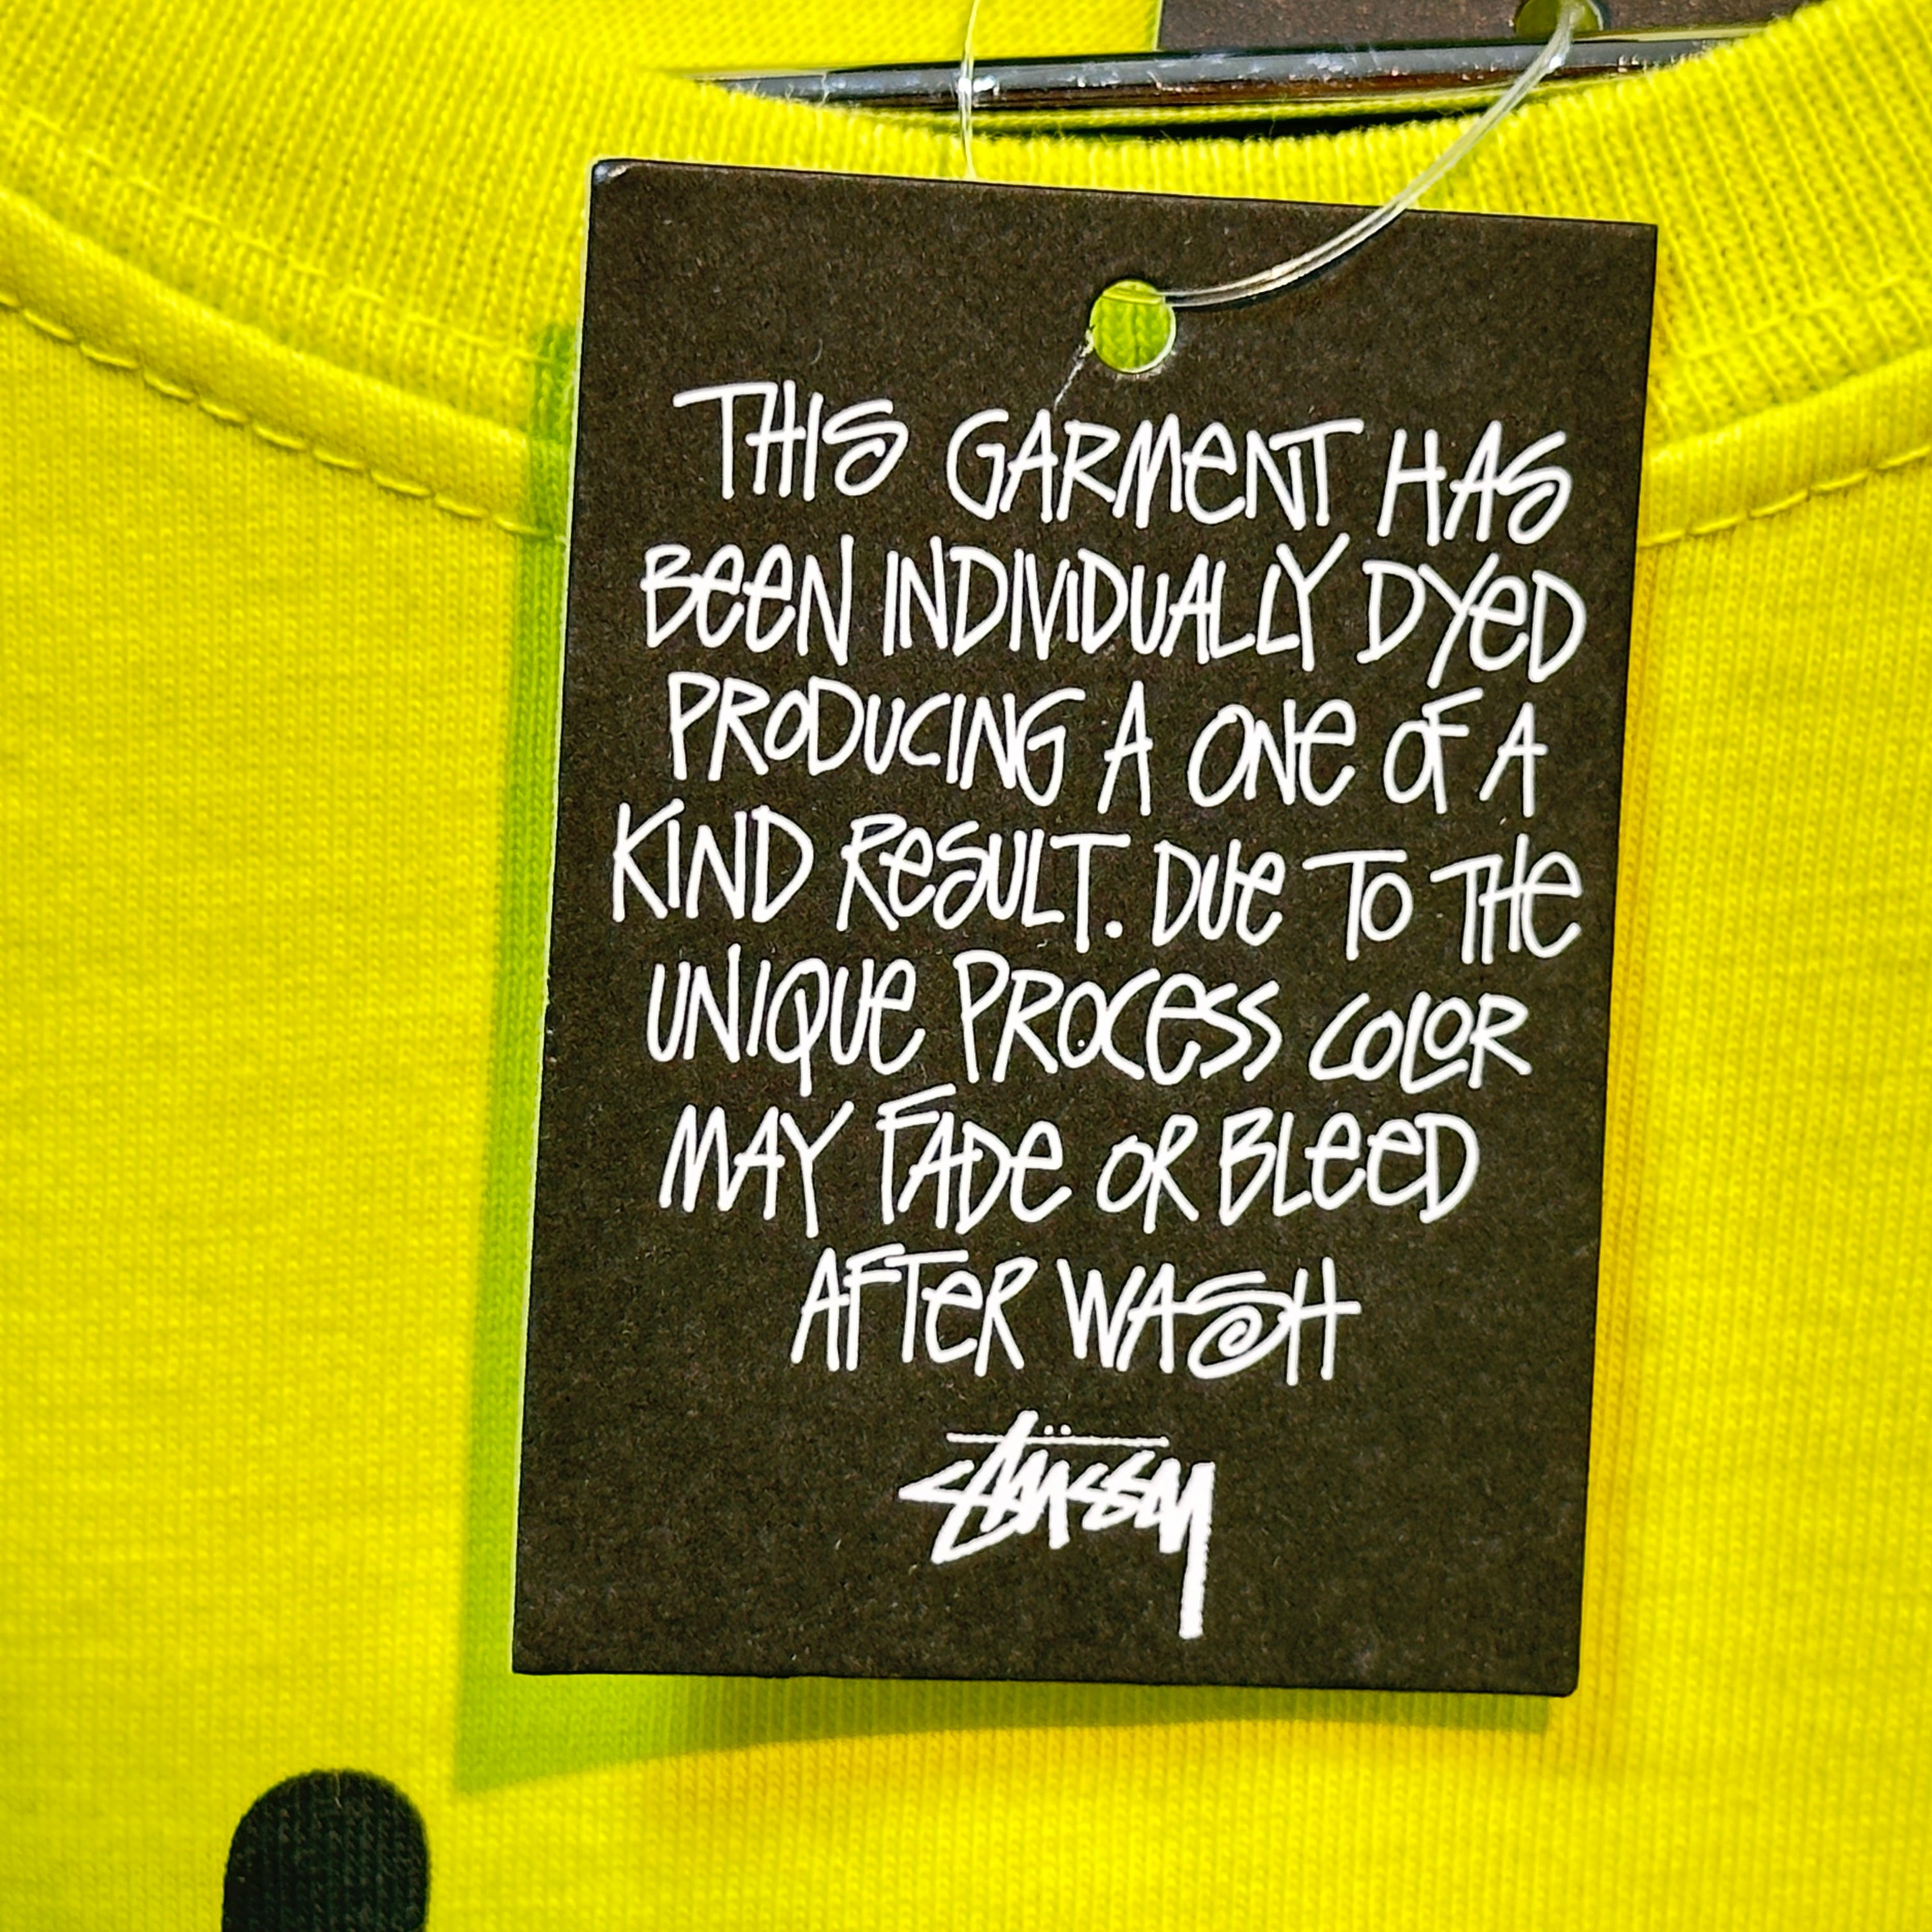 THIS GARMENT HAS
BEEN INDIVIDUALLY DYED
PRODUCING A ONE OF A
KIND RESULT. DUE TO THE
UNIQUE PROCESS COLOR
MAY FADE OR BLEED
AFTER WASH
Stüssy